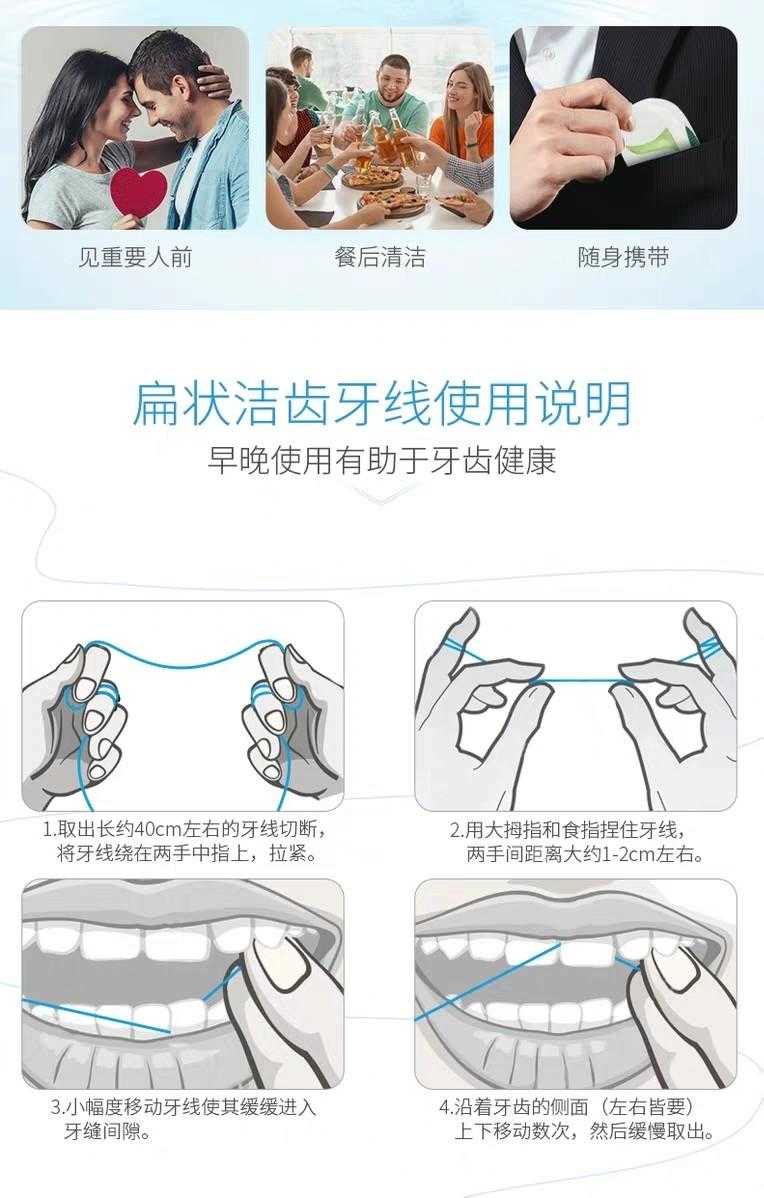 见重要人前
餐后清洁
随身携带
扁状洁齿牙线使用说明
早晚使用有助于牙齿健康
1.取出长约40cm左右的牙线切断，
将牙线绕在两手中指上，拉紧。
2.用大拇指和食指捏住牙线，
两手间距离大约1-2cm左右。
3.小幅度移动牙线使其缓缓进入
牙缝间隙。
4.沿着牙齿的侧面（左右皆要）
上下移动数次，然后缓慢取出。